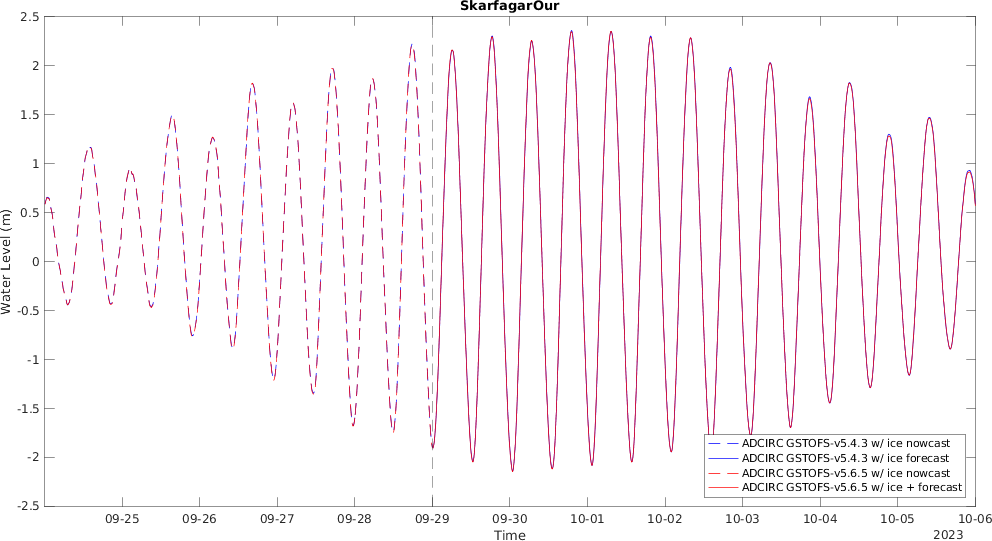 SkarfagarOur
2.5
2
1.5
1
0.5
0
-0.5
-1
-1.5
-2
-2.5
Water Level (m)
09-25 09-26 09-27 09-28 09-29 09-30 10-01 10-02 10-03 10-04 10-05 10-06
Time
2023
ADCIRC GSTOFS-v5.4.3 w/ ice nowcast
ADCIRC GSTOFS-v5.4.3 w/ ice forecast
ADCIRC GSTOFS-v5.6.5 w/ ice nowcast
ADCIRC GSTOFS-v5.6.5 w/ ice + forecast